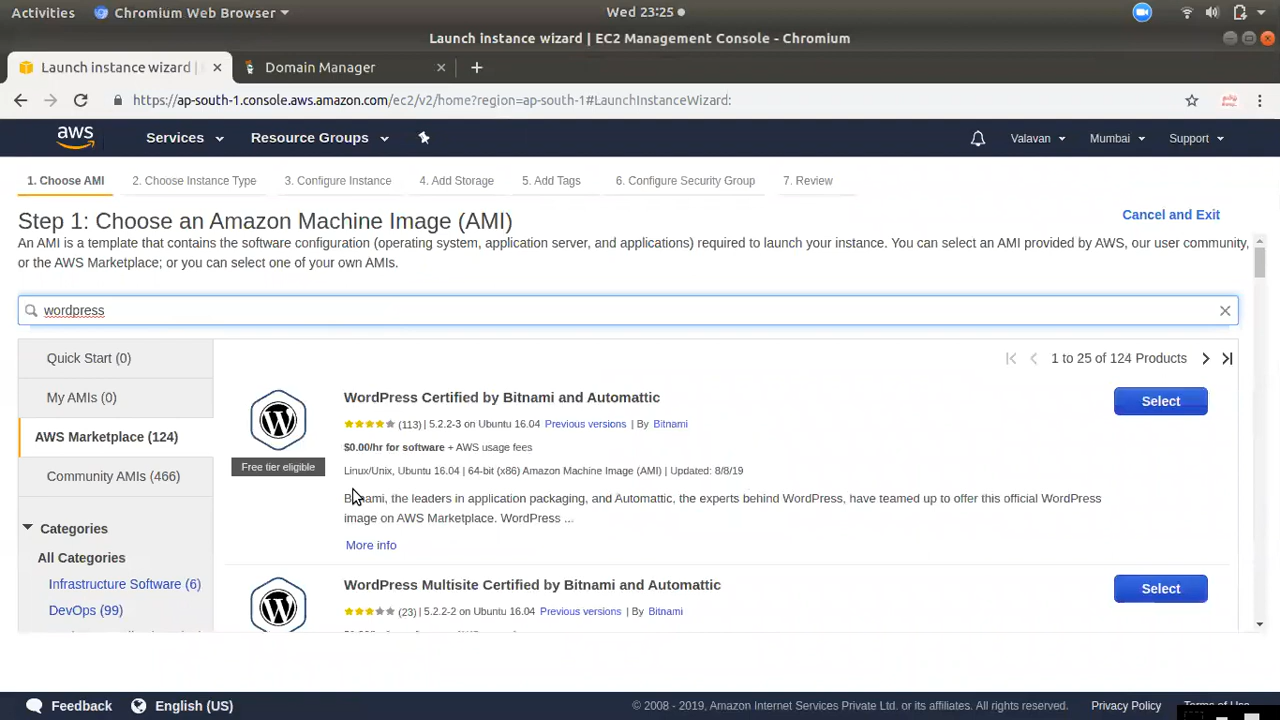 Activities Chromium Web Browser Wed 23:25
Launch instance wizard | EC2 Management Console - Chromium
Launch instance wizard | Domain Manager
https://ap-south-1.console.aws.amazon.com/ec2/v2/home?region=ap-south-1#LaunchInstanceWizard:
aws Services Resource Groups Valavan Mumbai Support
1. Choose AMI 2. Choose Instance Type 3. Configure Instance 4. Add Storage 5. Add Tags 6. Configure Security Group 7. Review
Step 1: Choose an Amazon Machine Image (AMI) Cancel and Exit
An AMI is a template that contains the software configuration (operating system, application server, and applications) required to launch your instance. You can select an AMI provided by AWS, our user community,
or the AWS Marketplace; or you can select one of your own AMIs.
wordpress
Quick Start (0) 1 to 25 of 124 Products
My AMIs (0)
AWS Marketplace (124)
Community AMIs (466)
Categories
All Categories
Infrastructure Software (6)
DevOps (99)
WordPress Certified by Bitnami and Automattic Select
(113) | 5.2.2-3 on Ubuntu 16.04 Previous versions | By Bitnami
$0.00/hr for software + AWS usage fees
Free tier eligible
Linux/Unix, Ubuntu 16.04 | 64-bit (x86) Amazon Machine Image (AMI) | Updated: 8/8/19
Bitnami, the leaders in application packaging, and Automattic, the experts behind WordPress, have teamed up to offer this official WordPress
image on AWS Marketplace. WordPress ...
More info
WordPress Multisite Certified by Bitnami and Automattic Select
(23) | 5.2.2-2 on Ubuntu 16.04 Previous versions | By Bitnami
Feedback English (US) © 2008 - 2019, Amazon Internet Services Private Ltd. or its affiliates. All rights reserved. Privacy Policy Terms of Use